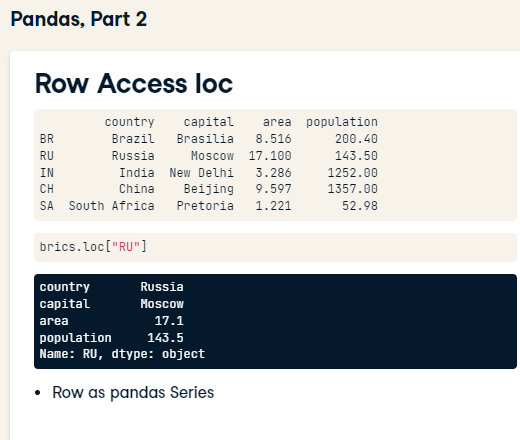 Pandas, Part 2
Row Access loc
country capital area population
BR Brazil Brasilia 8.516 200.40
RU Russia Moscow 17.100 143.50
IN India New Delhi 3.286 1252.00
CH China Beijing 9.597 1357.00
SA South Africa Pretoria 1.221 52.98
brics.loc["RU"]
country Russia
capital Moscow
area 17.1
population 143.5
Name: RU, dtype: object
• Row as pandas Series